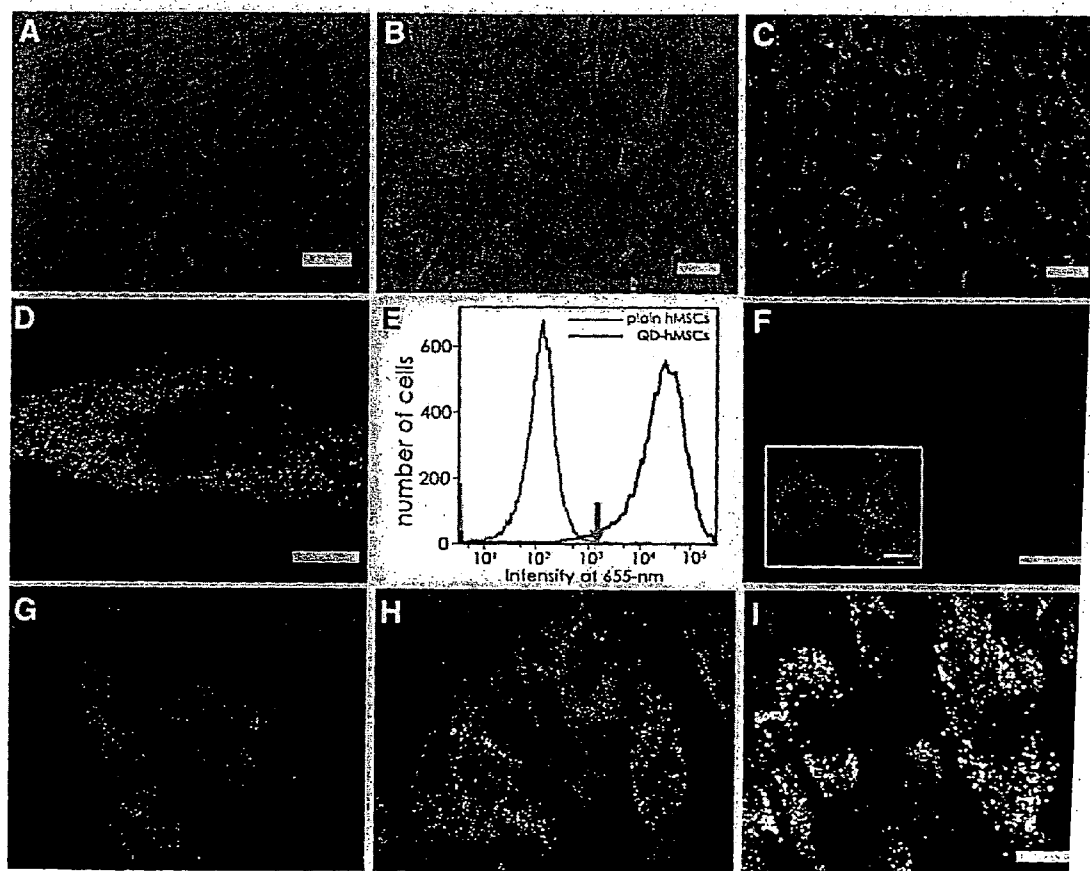 A
B
C
D
E
plain hMSCs
QD-hMSCs
600
400
200
0
number of cells
10¹ 10² 10³ 10⁴ 10⁵
Intensity at 655-nm
F
G
H
I